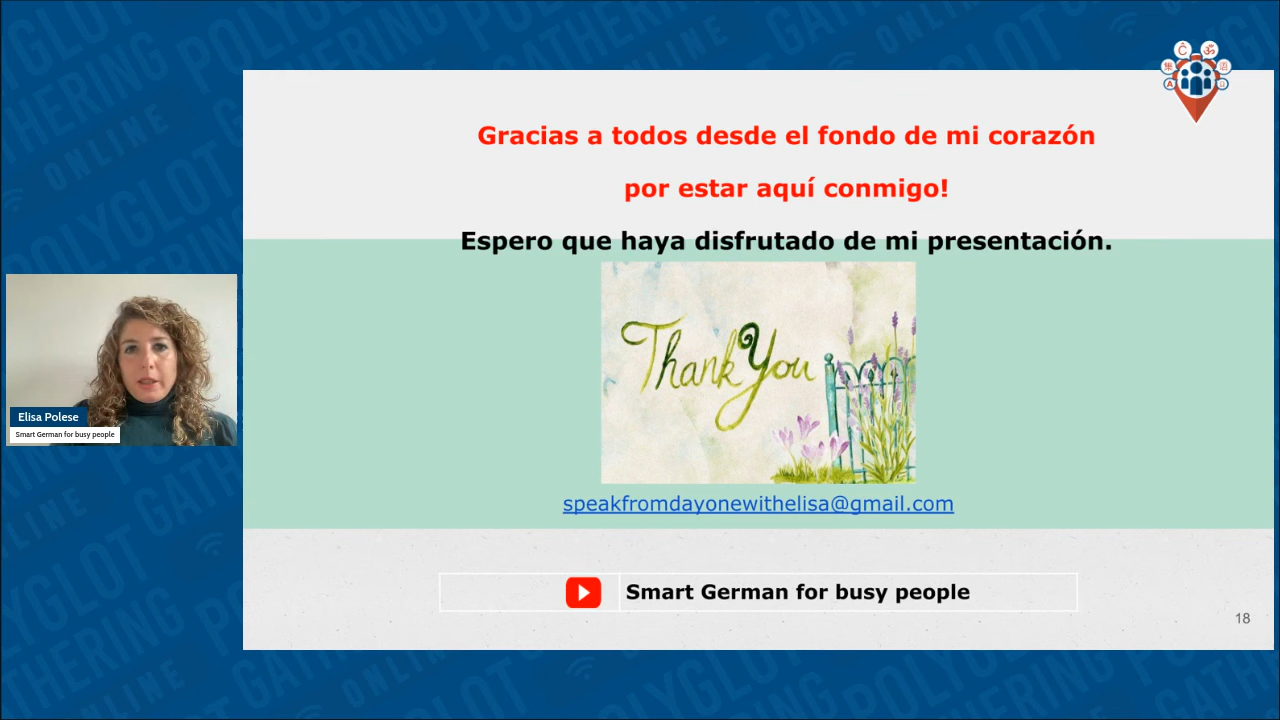 Gracias a todos desde el fondo de mi corazón
por estar aquí conmigo!
Espero que haya disfrutado de mi presentación.
Thank You
speakfromdayonewithelisa@gmail.com
Smart German for busy people
18
Elisa Polese
Smart German for busy people
POLYGLOT
GATHERING
ONLINE